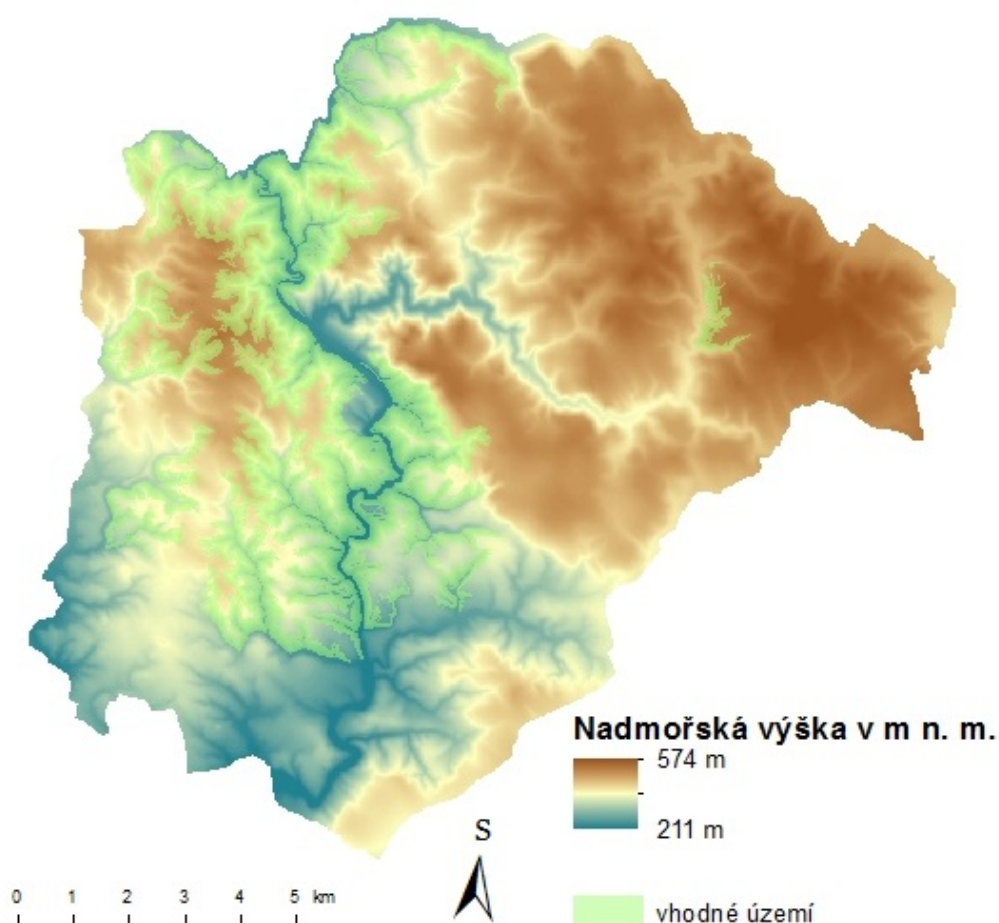 Nadmořská výška v m n. m.
574 m
211 m
S
0 1 2 3 4 5 km
vhodné území